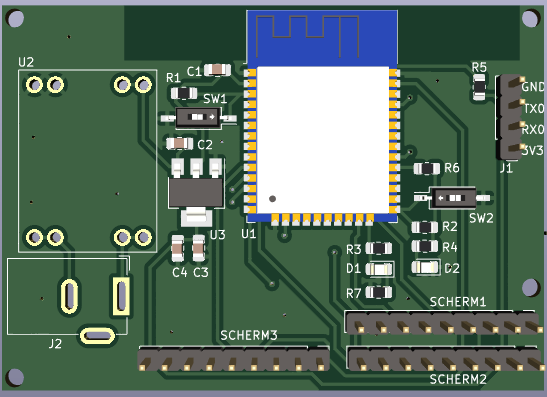 U2
C1
R1
SW1
C2
R5
GND
TX0
RX0
3V3
J1
R6
SW2
U3
U1
R2
R3
R4
C4
C3
D1
D2
R7
J2
SCHERM1
SCHERM3
SCHERM2